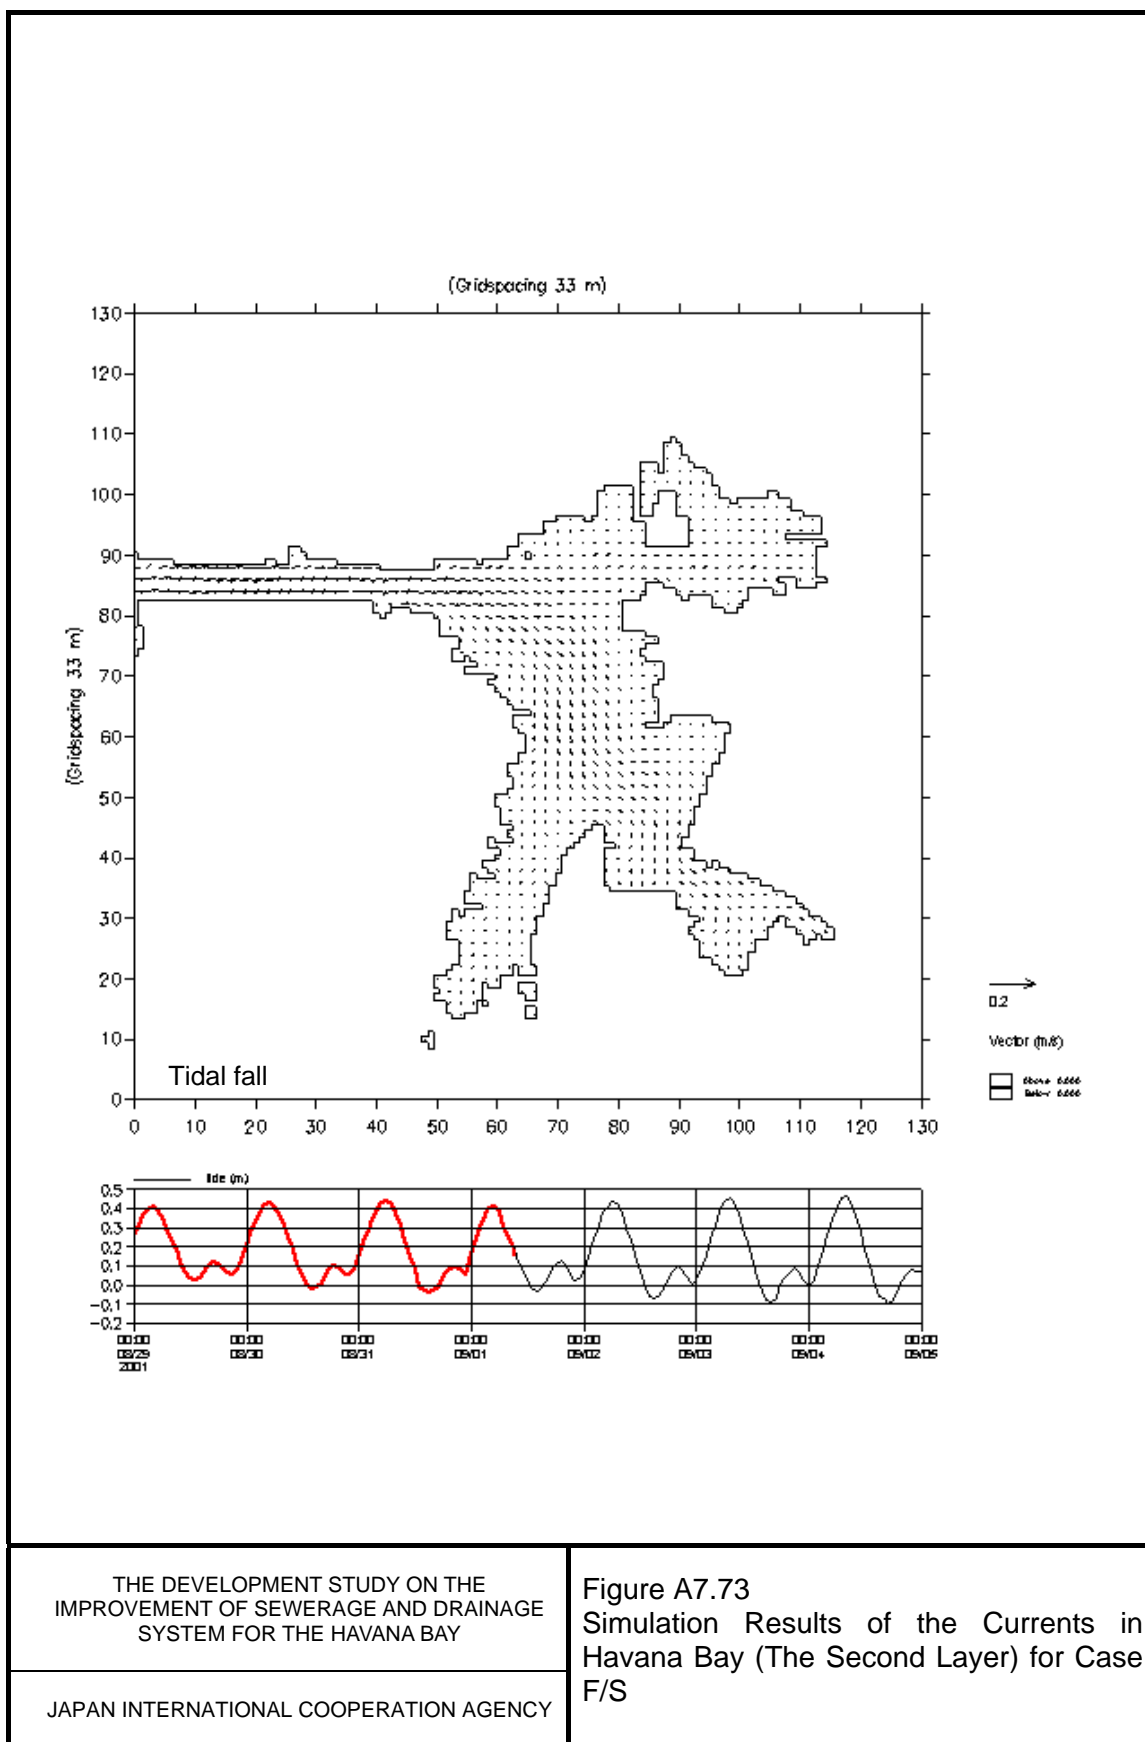 (Gridspacing 33 m)
130
120
110
100
90
80
70
60
50
40
30
20
10
0
(Gridspacing 33 m)
Tidal fall
0 10 20 30 40 50 60 70 80 90 100 110 120 130
0.2
Vector (m/s)
Above
Below
tide (m)
0.5
0.4
0.3
0.2
0.1
0.0
-0.1
-0.2
00:00 00:00 00:00 00:00 00:00 00:00 00:00 00:00
08/29 08/30 08/31 09/01 09/02 09/03 09/04 09/05
2001
THE DEVELOPMENT STUDY ON THE
IMPROVEMENT OF SEWERAGE AND DRAINAGE
SYSTEM FOR THE HAVANA BAY
JAPAN INTERNATIONAL COOPERATION AGENCY
Figure A7.73
Simulation Results of the Currents in
Havana Bay (The Second Layer) for Case
F/S